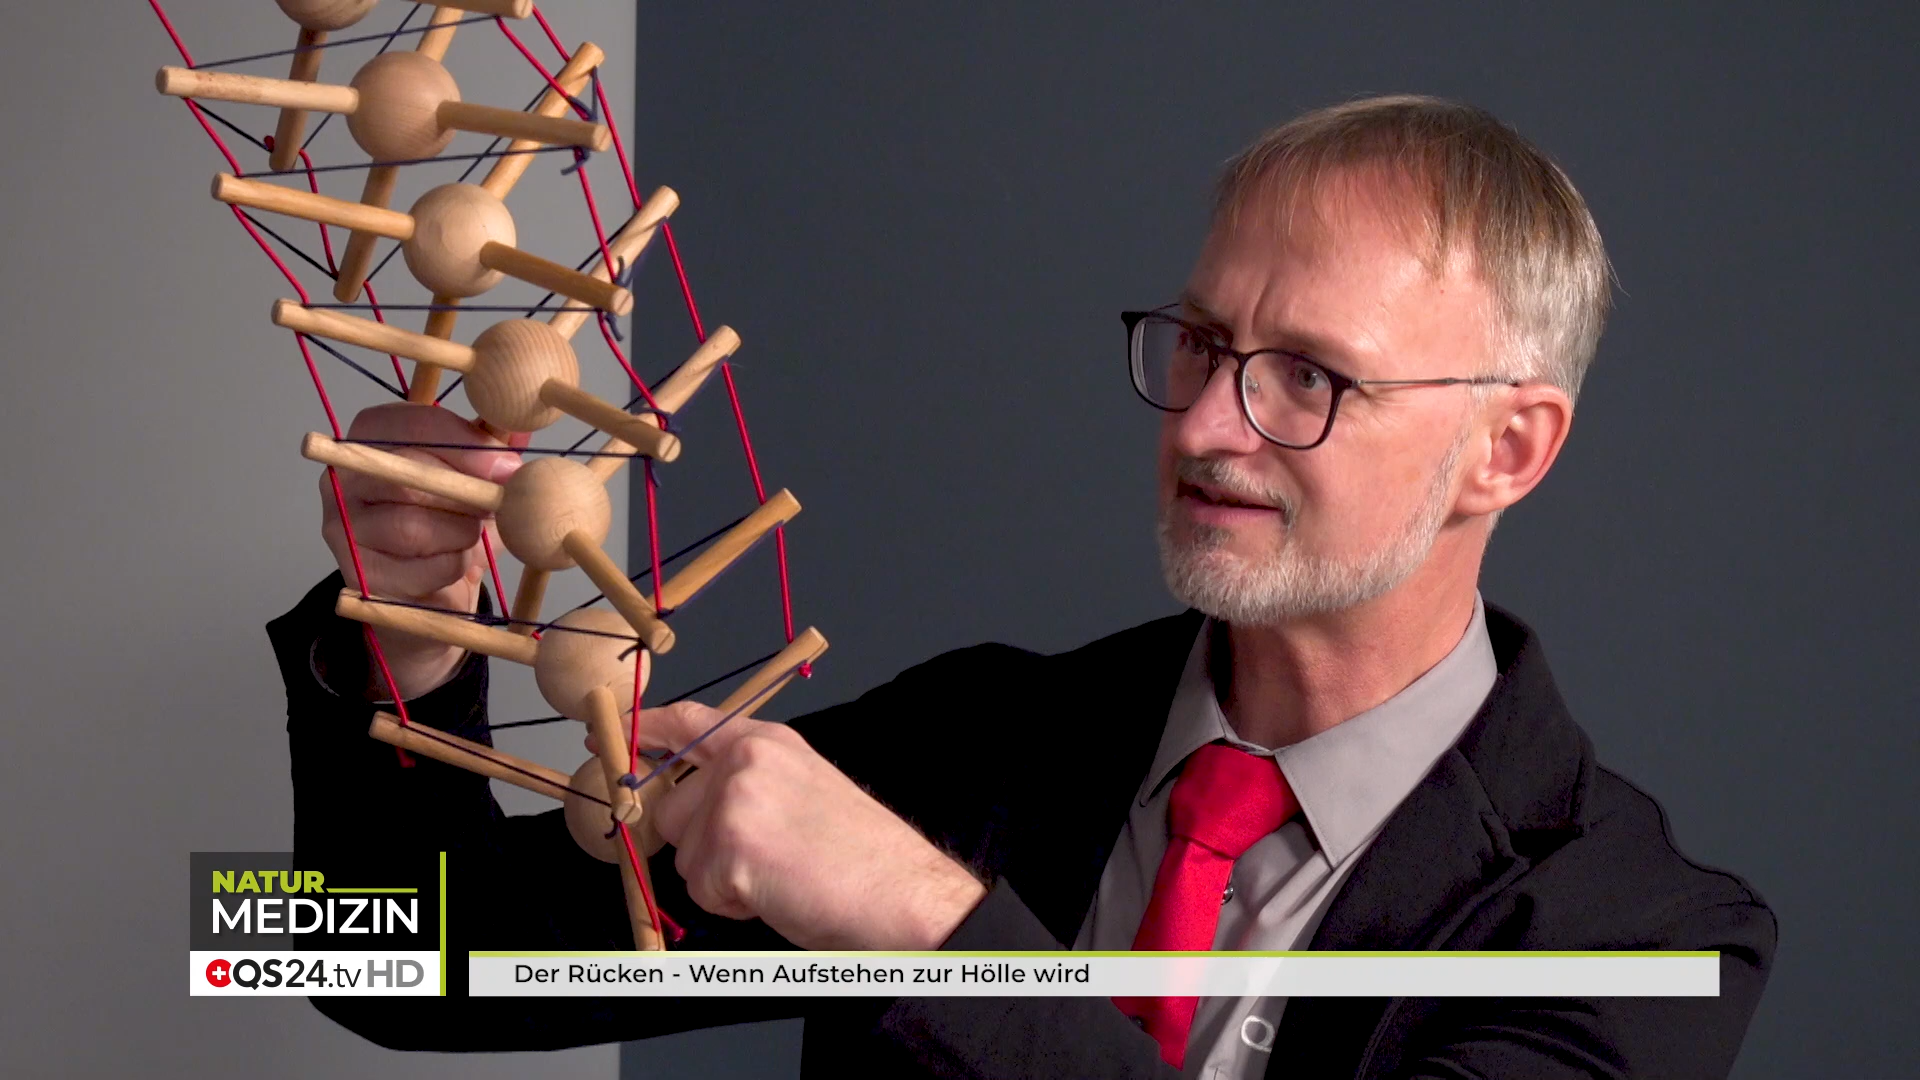 NATUR
MEDIZIN
QS24.tv HD
Der Rücken - Wenn Aufstehen zur Hölle wird